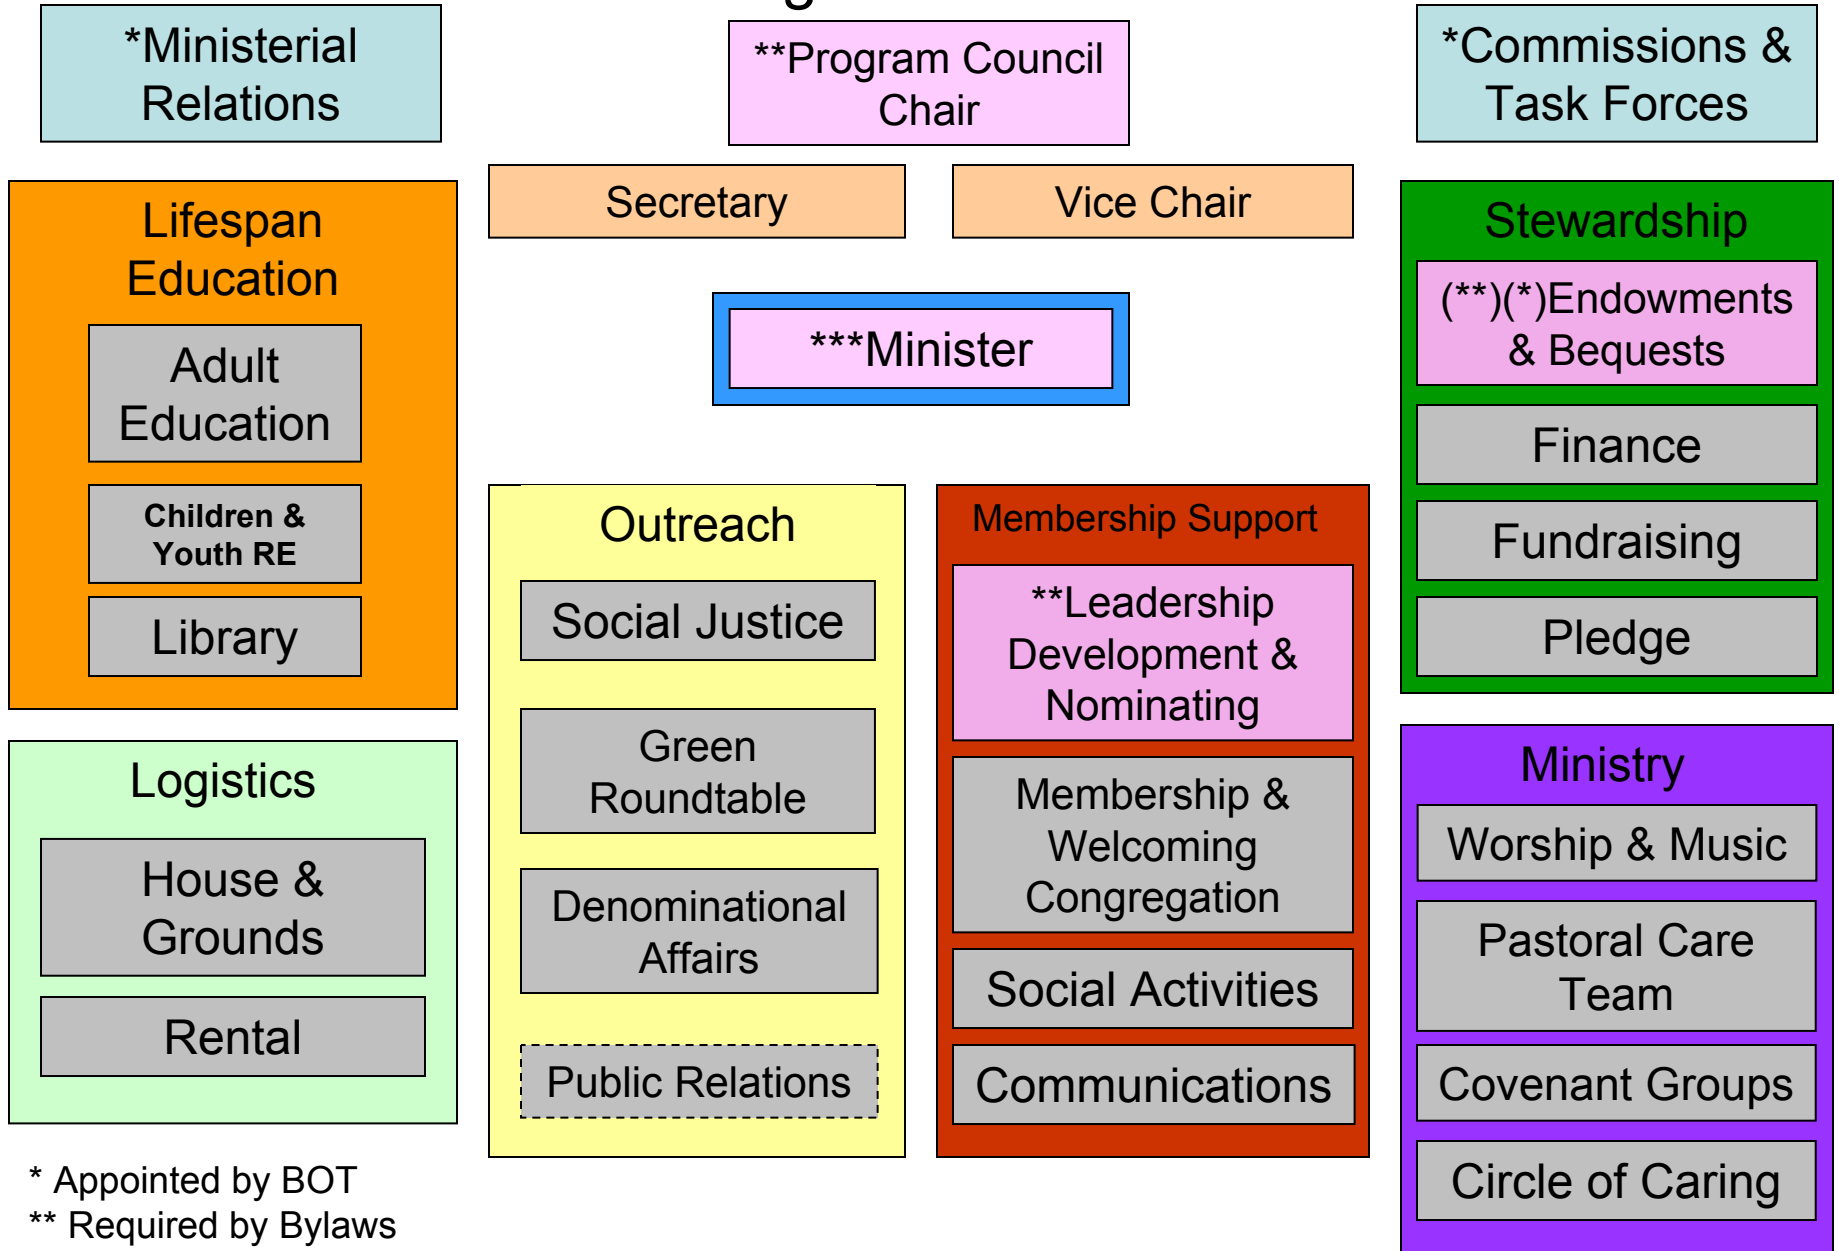 *Ministerial
Relations
**Program Council
Chair
*Commissions &
Task Forces
Secretary
Vice Chair
Lifespan
Education
Adult
Education
Children &
Youth RE
Library
***Minister
Stewardship
(**)(*)Endowments
& Bequests
Finance
Fundraising
Pledge
Outreach
Social Justice
Green
Roundtable
Denominational
Affairs
Public Relations
Membership Support
**Leadership
Development &
Nominating
Membership &
Welcoming
Congregation
Social Activities
Communications
Logistics
House &
Grounds
Rental
Ministry
Worship & Music
Pastoral Care
Team
Covenant Groups
Circle of Caring
* Appointed by BOT
** Required by Bylaws